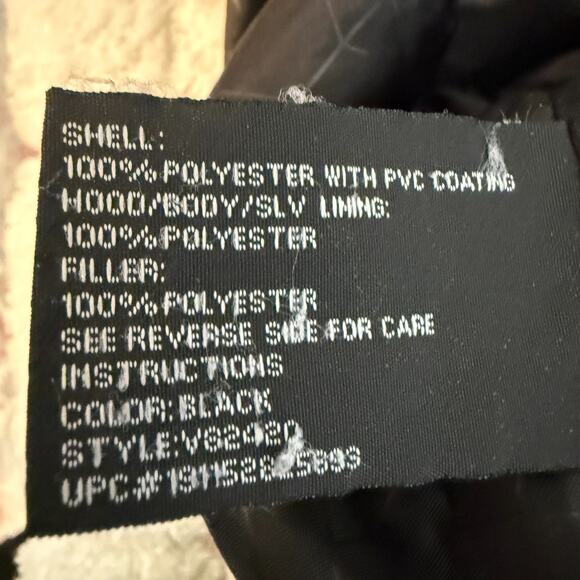 SHELL:
100% POLYESTER WITH PVC COATING
HOOD/BODY/SLV LINING:
100% POLYESTER
FILLER:
100% POLYESTER
SEE REVERSE SIDE FOR CARE
INSTRUCTIONS
COLOR: BLACK
STYLE:
UPC#